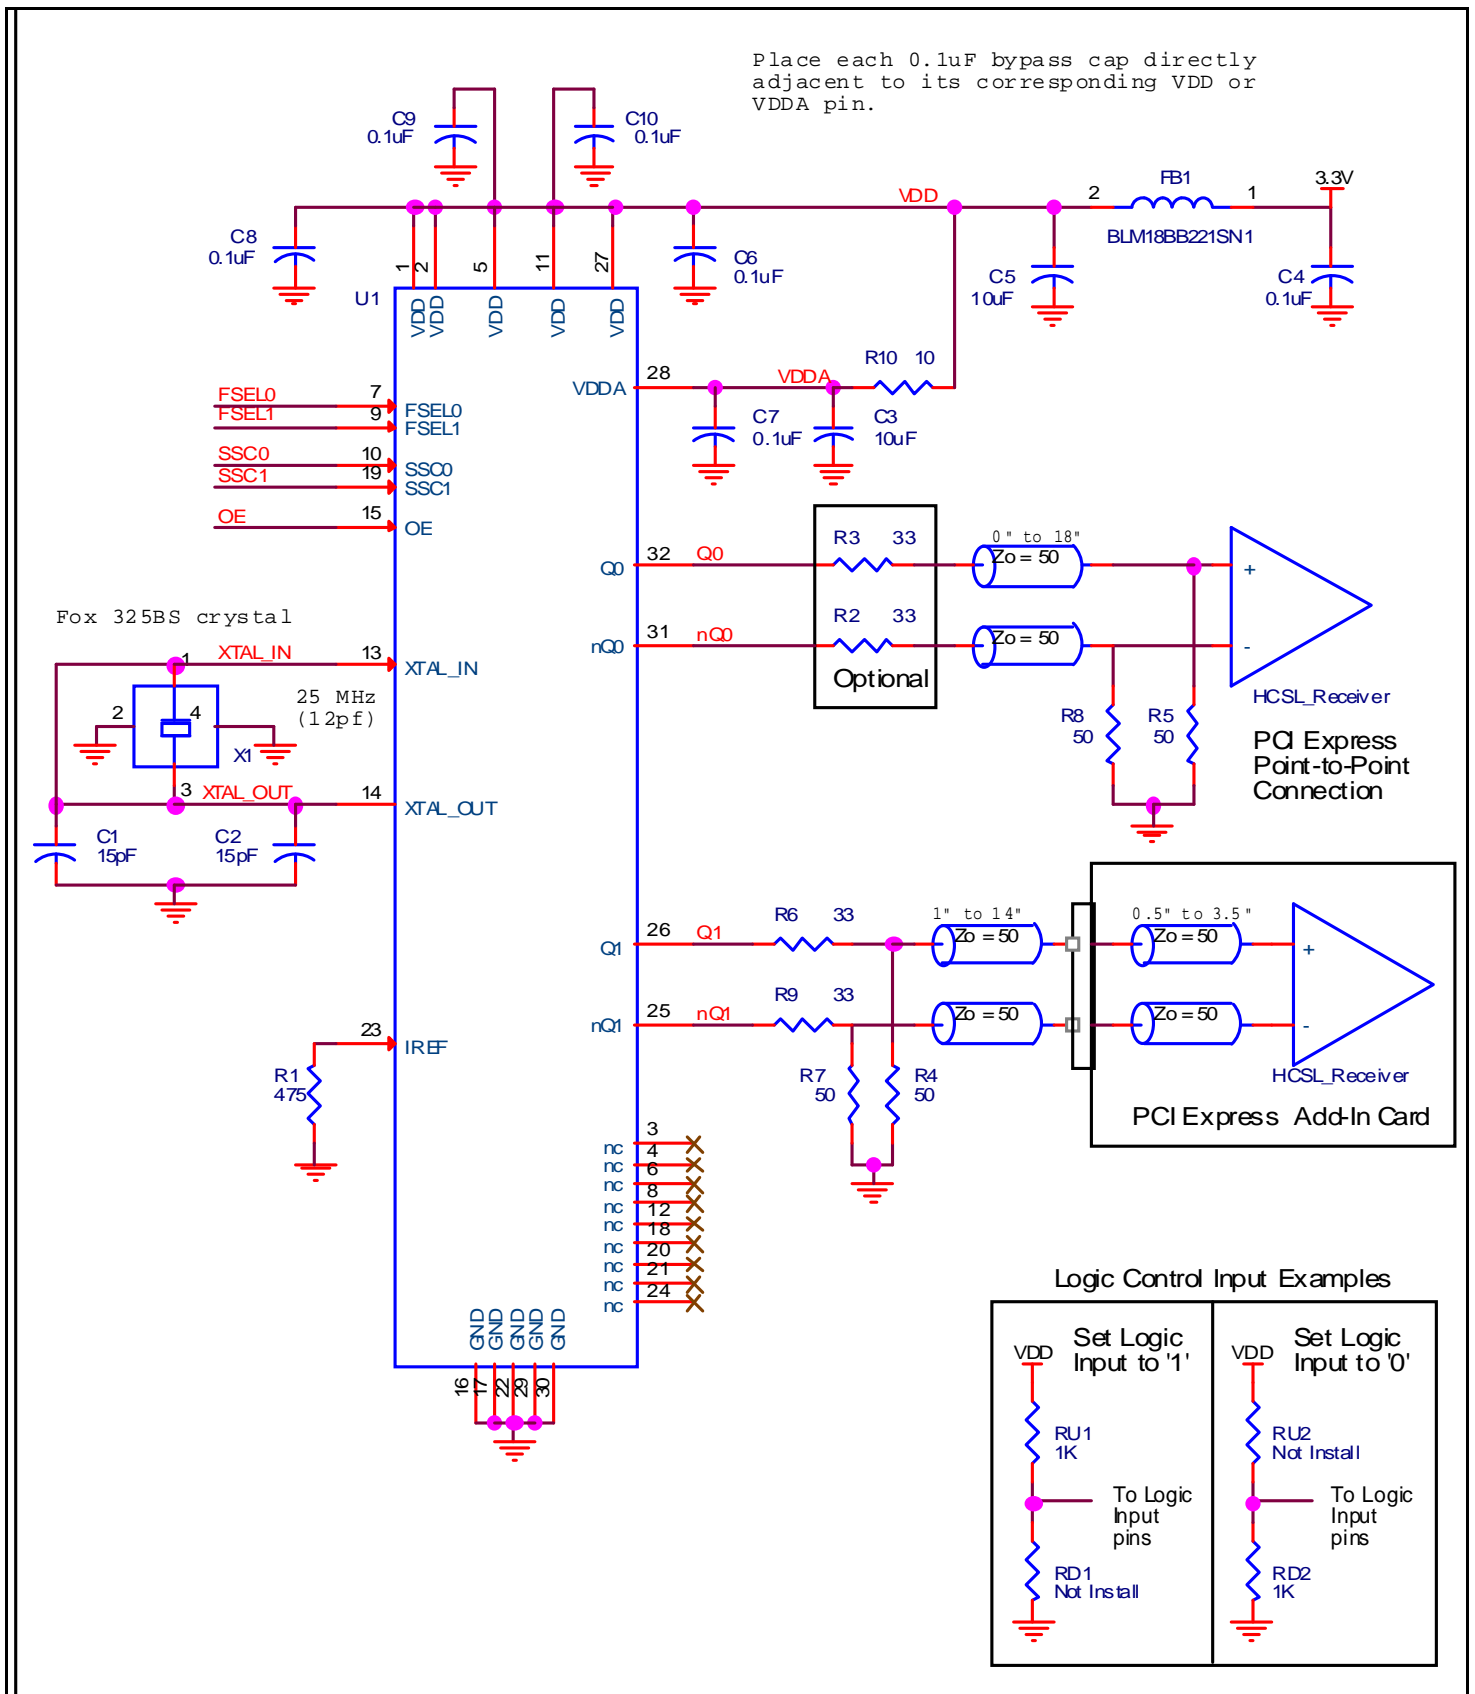 Place each 0.1uF bypass cap directly
adjacent to its corresponding VDD or
VDDA pin.
C9
0.1uF
C10
0.1uF
VDD
2
FB1
1
3.3V
BLM18BB221SN1
C8
0.1uF
C6
0.1uF
C5
10uF
C4
0.1uF
1
2
5
11
27
U1
VDD
VDD
VDD
VDD
VDD
R10 10
VDDA
28
VDDA
C7
0.1uF
C3
10uF
FSEL0
7
FSEL0
FSEL1
9
FSEL1
SSC0
10
SSC0
SSC1
19
SSC1
OE
15
OE
Q0
32
Q0
R3 33
0" to 18"
Zo = 50
+
nQ0
31
nQ0
R2 33
Zo = 50
-
Optional
HCSL_Receiver
R8
50
R5
50
PCI Express
Point-to-Point
Connection
Fox 325BS crystal
1
XTAL_IN
13
XTAL_IN
25 MHz
(12pf)
2
4
X1
3
XTAL_OUT
14
XTAL_OUT
C1
15pF
C2
15pF
Q1
26
Q1
R6 33
1" to 14"
Zo = 50
0.5" to 3.5"
Zo = 50
+
nQ1
25
nQ1
R9 33
Zo = 50
Zo = 50
-
HCSL_Receiver
PCI Express Add-In Card
R7
50
R4
50
23
IREF
R1
475
nc
3
nc
4
nc
6
nc
8
nc
12
nc
18
nc
20
nc
21
nc
24
GND
GND
GND
GND
GND
16
17
22
29
30
Logic Control Input Examples
Set Logic
Input to '1'
VDD
RU1
1K
To Logic
Input
pins
RD1
Not Install
Set Logic
Input to '0'
VDD
RU2
Not Install
To Logic
Input
pins
RD2
1K